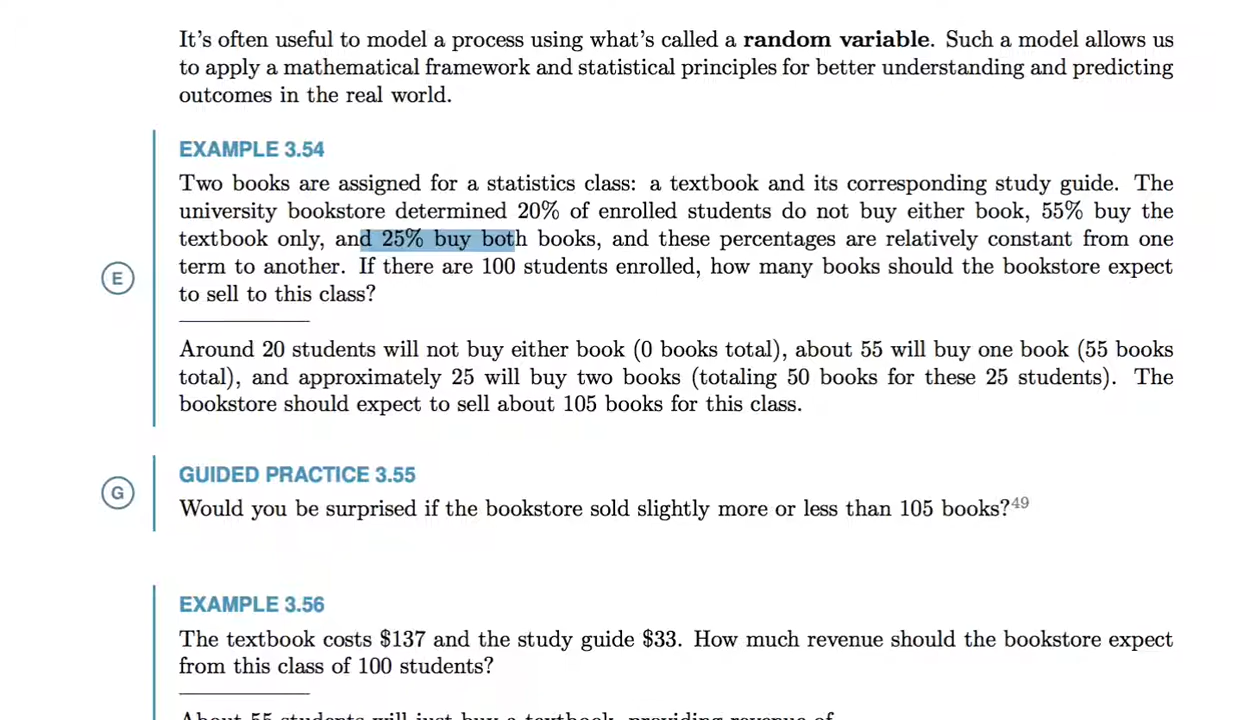 It's often useful to model a process using what's called a random variable. Such a model allows us
to apply a mathematical framework and statistical principles for better understanding and predicting
outcomes in the real world.
EXAMPLE 3.54
Two books are assigned for a statistics class: a textbook and its corresponding study guide. The
university bookstore determined 20% of enrolled students do not buy either book, 55% buy the
textbook only, and 25% buy both books, and these percentages are relatively constant from one
term to another. If there are 100 students enrolled, how many books should the bookstore expect
to sell to this class?
E
Around 20 students will not buy either book (0 books total), about 55 will buy one book (55 books
total), and approximately 25 will buy two books (totaling 50 books for these 25 students). The
bookstore should expect to sell about 105 books for this class.
GUIDED PRACTICE 3.55
G
Would you be surprised if the bookstore sold slightly more or less than 105 books?49
EXAMPLE 3.56
The textbook costs $137 and the study guide $33. How much revenue should the bookstore expect
from this class of 100 students?
About 55 students will just buy a textbook, providing revenue of